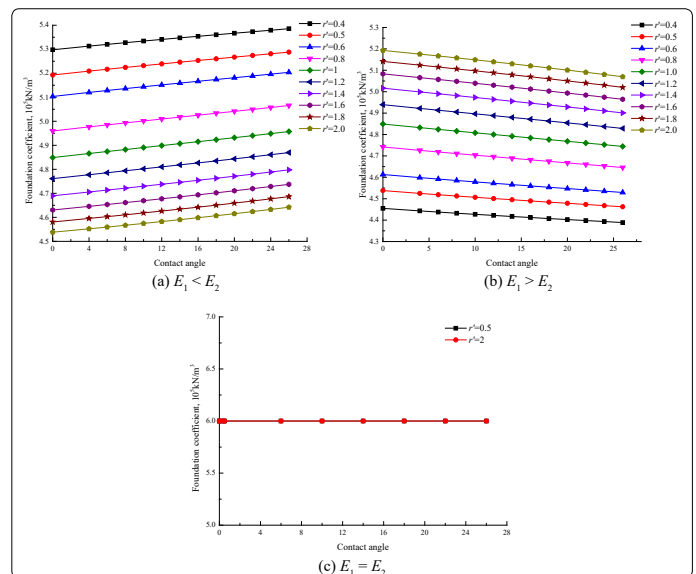 5.4
5.3
5.2
5.1
5.0
4.9
4.8
4.7
4.6
4.5
Foundation coefficient, 10⁵kN/m³
0 4 8 12 16 20 24 28
Contact angle
r'=0.4
r'=0.5
r'=0.6
r'=0.8
r'=1
r'=1.2
r'=1.4
r'=1.6
r'=1.8
r'=2.0
(a) E₁ < E₂
5.3
5.2
5.1
5.0
4.9
4.8
4.7
4.6
4.5
4.4
4.3
Foundation coefficient, 10⁵kN/m³
0 5 10 15 20 25
Contact angle
r'=0.4
r'=0.5
r'=0.6
r'=0.8
r'=1.0
r'=1.2
r'=1.4
r'=1.6
r'=1.8
r'=2.0
(b) E₁ > E₂
7.0
6.5
6.0
5.5
5.0
Foundation coefficient, 10⁵kN/m³
0 4 8 12 16 20 24 28
Contact angle
r'=0.5
r'=2
(c) E₁ = E₂